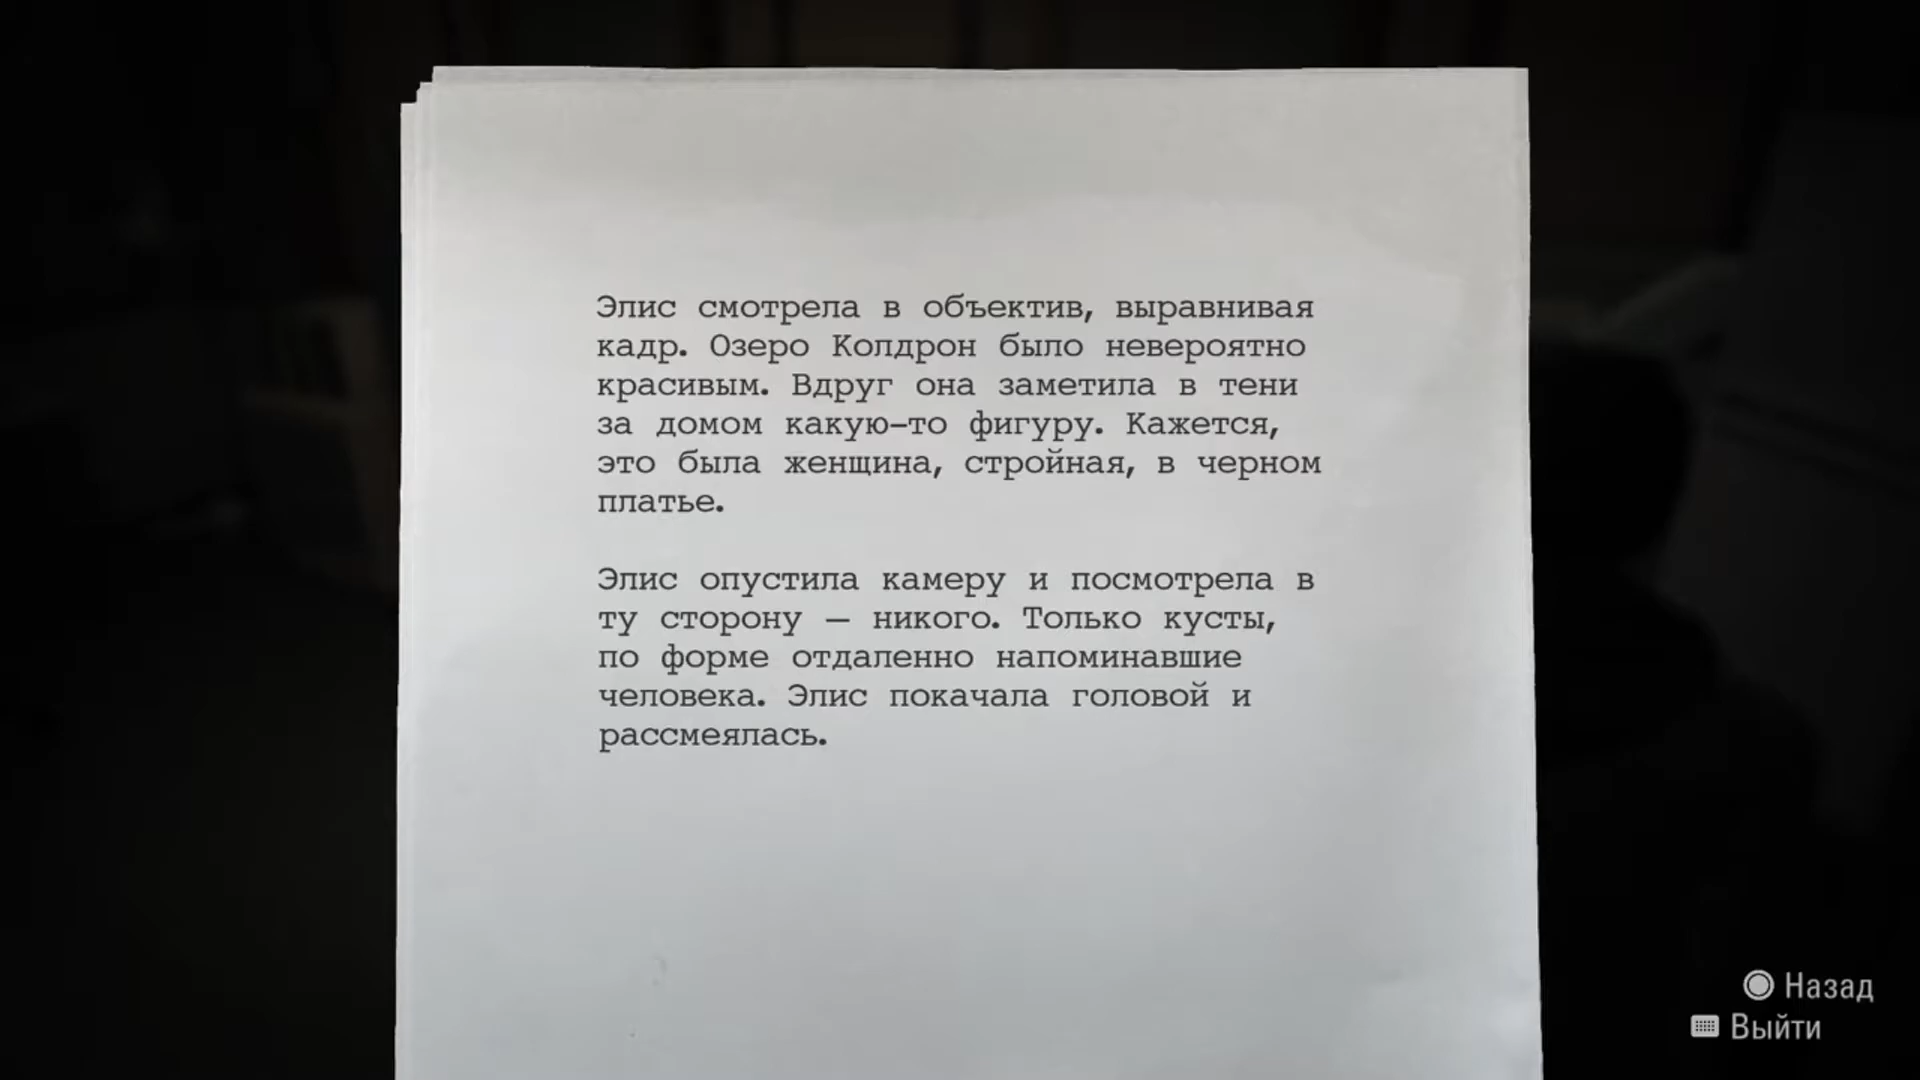 Элис смотрела в объектив, выравнивая
кадр. Озеро Колдрон было невероятно
красивым. Вдруг она заметила в тени
за домом какую-то фигуру. Кажется,
это была женщина, стройная, в черном
платье.
Элис опустила камеру и посмотрела в
ту сторону — никого. Только кусты,
по форме отдаленно напоминавшие
человека. Элис покачала головой и
рассмеялась.
Назад
Выйти